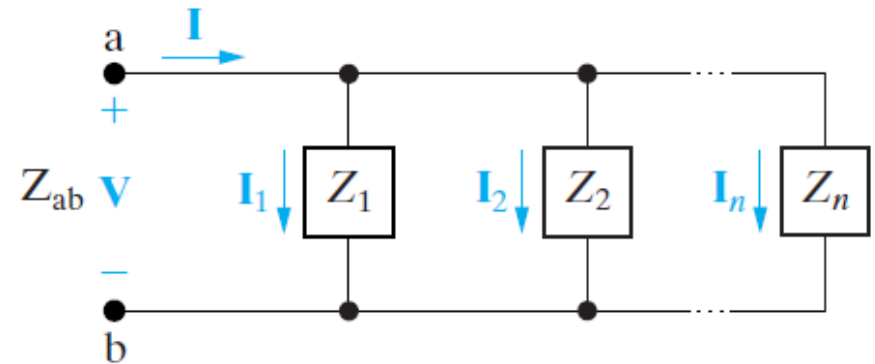 I
a
+
Z_ab V I_1 Z_1 I_2 Z_2 I_n Z_n
−
b